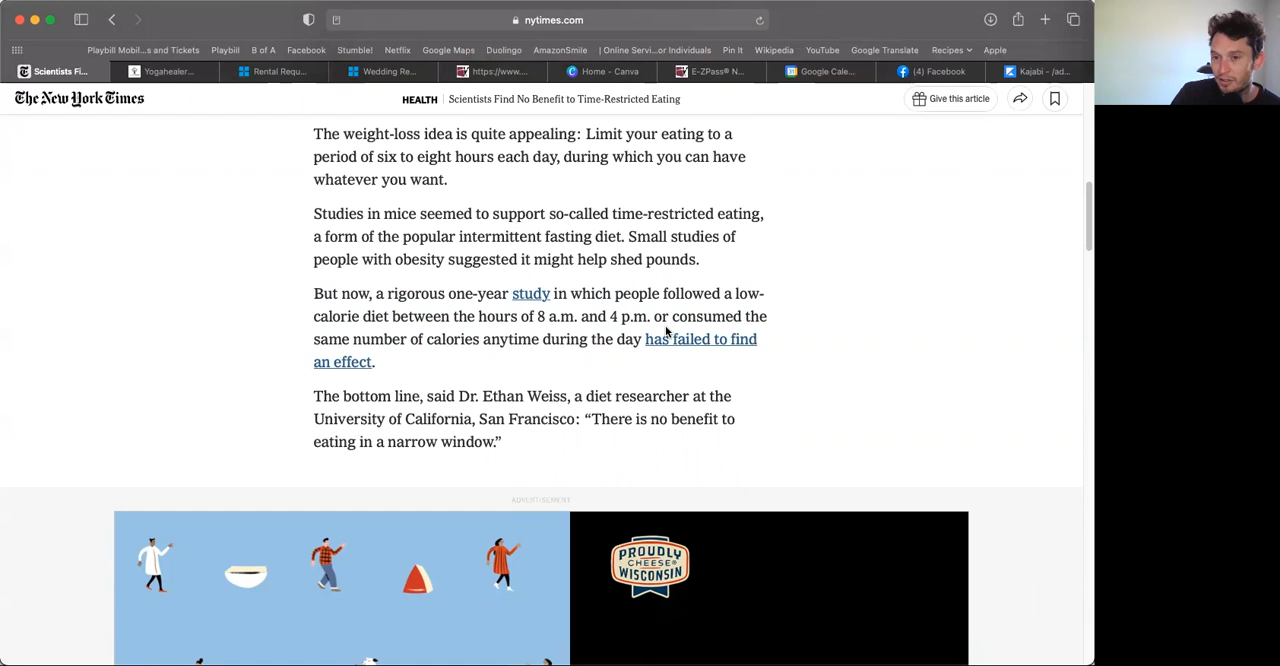 nytimes.com
Playbill Mobil...s and Tickets Playbill B of A Facebook Stumble! Netflix Google Maps Duolingo AmazonSmile | Online Servi...or Individuals Pin It Wikipedia YouTube Google Translate Recipes Apple
Scientists Fi... Yogahealer... Rental Requ... Wedding Re... https://www.... Home - Canva E-ZPass® N... Google Cale... (4) Facebook Kajabi - /ad...
The New York Times HEALTH Scientists Find No Benefit to Time-Restricted Eating Give this article
The weight-loss idea is quite appealing: Limit your eating to a
period of six to eight hours each day, during which you can have
whatever you want.
Studies in mice seemed to support so-called time-restricted eating,
a form of the popular intermittent fasting diet. Small studies of
people with obesity suggested it might help shed pounds.
But now, a rigorous one-year study in which people followed a low-
calorie diet between the hours of 8 a.m. and 4 p.m. or consumed the
same number of calories anytime during the day has failed to find
an effect.
The bottom line, said Dr. Ethan Weiss, a diet researcher at the
University of California, San Francisco: “There is no benefit to
eating in a narrow window.”
ADVERTISEMENT
PROUDLY
CHEESE®
WISCONSIN